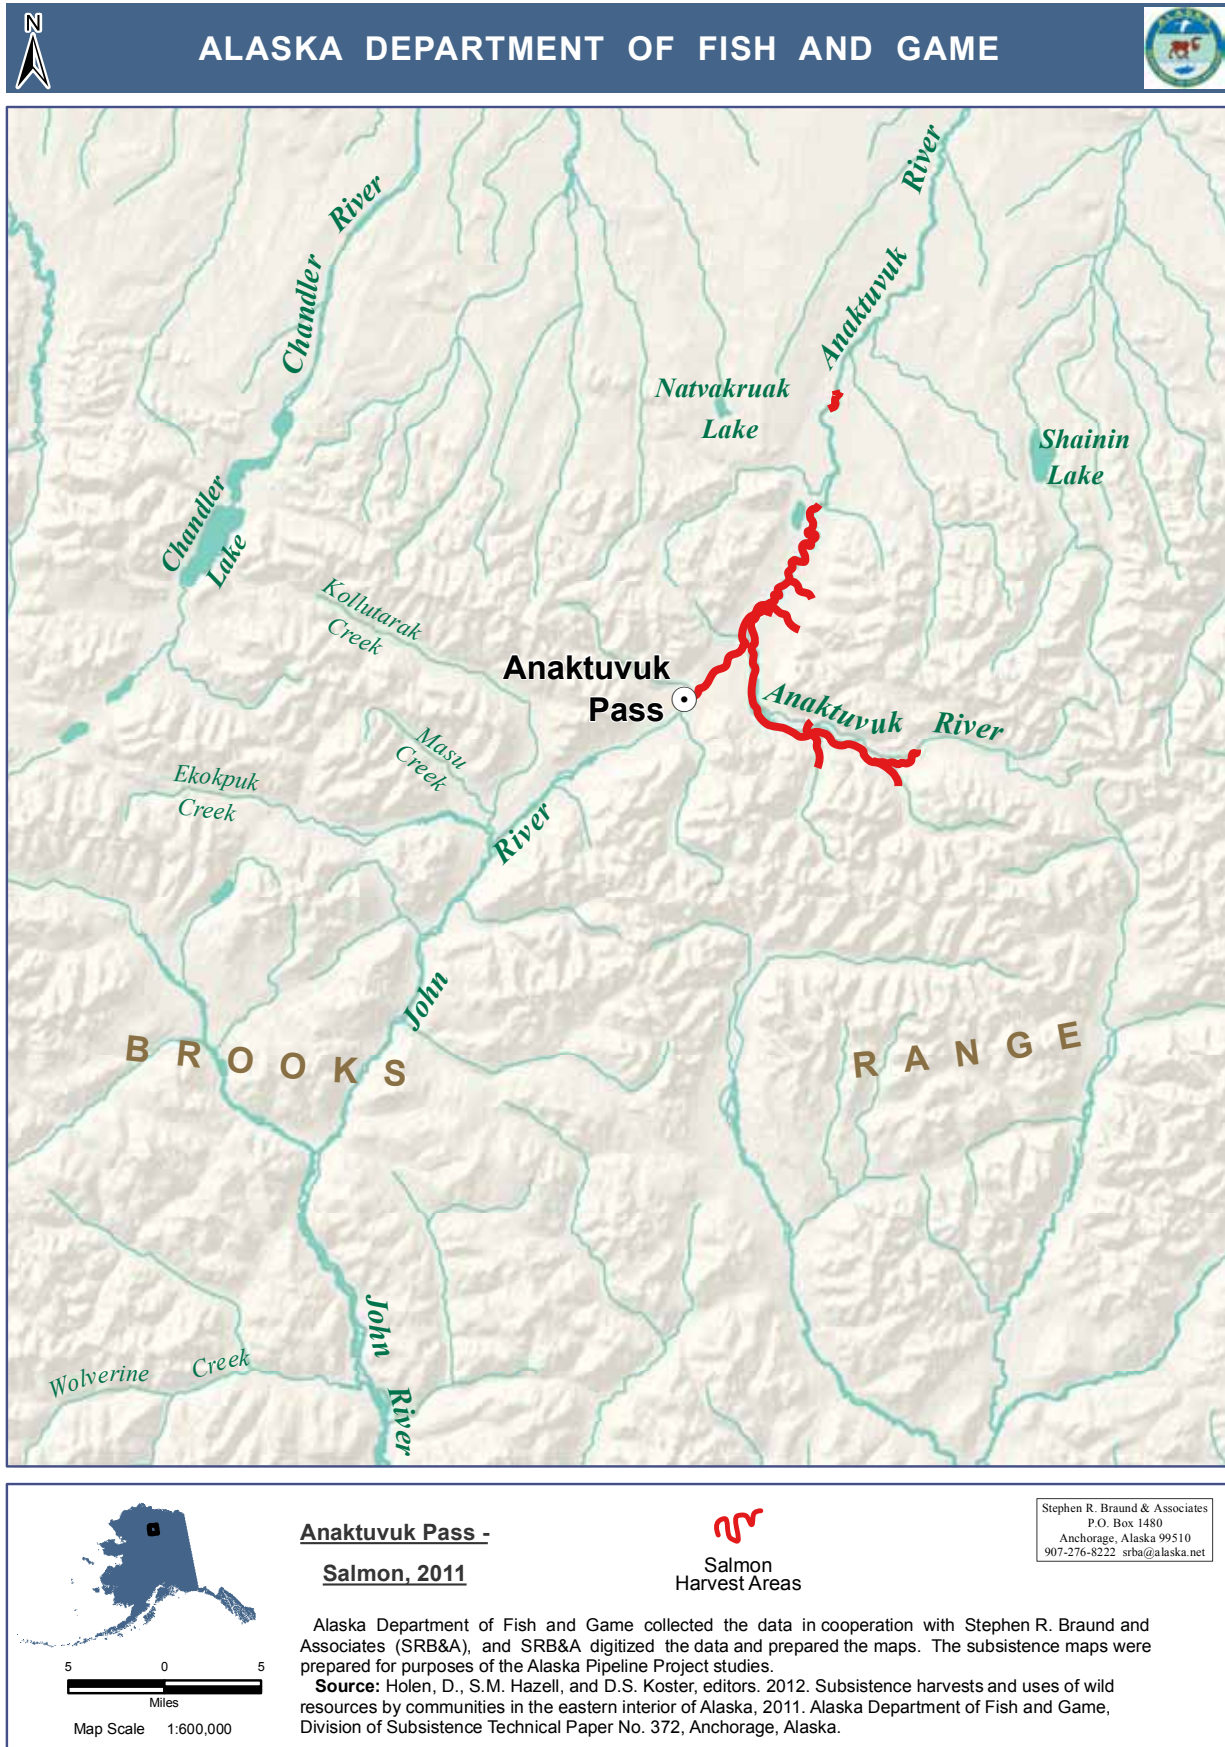 N
ALASKA DEPARTMENT OF FISH AND GAME
ALASKA
Chandler River
Anaktuvuk River
Natvakruak
Lake
Shainin
Lake
Chandler
Lake
Kollutarak
Creek
Anaktuvuk
Pass
Anaktuvuk River
Masu
Creek
Ekokpuk
Creek
John River
BROOKS RANGE
John River
Wolverine Creek
Anaktuvuk Pass -
Salmon, 2011
Salmon
Harvest Areas
Stephen R. Braund & Associates
P.O. Box 1480
Anchorage, Alaska 99510
907-276-8222 srba@alaska.net
Alaska Department of Fish and Game collected the data in cooperation with Stephen R. Braund and
Associates (SRB&A), and SRB&A digitized the data and prepared the maps. The subsistence maps were
prepared for purposes of the Alaska Pipeline Project studies.
Source: Holen, D., S.M. Hazell, and D.S. Koster, editors. 2012. Subsistence harvests and uses of wild
resources by communities in the eastern interior of Alaska, 2011. Alaska Department of Fish and Game,
Division of Subsistence Technical Paper No. 372, Anchorage, Alaska.
5 0 5
Miles
Map Scale 1:600,000